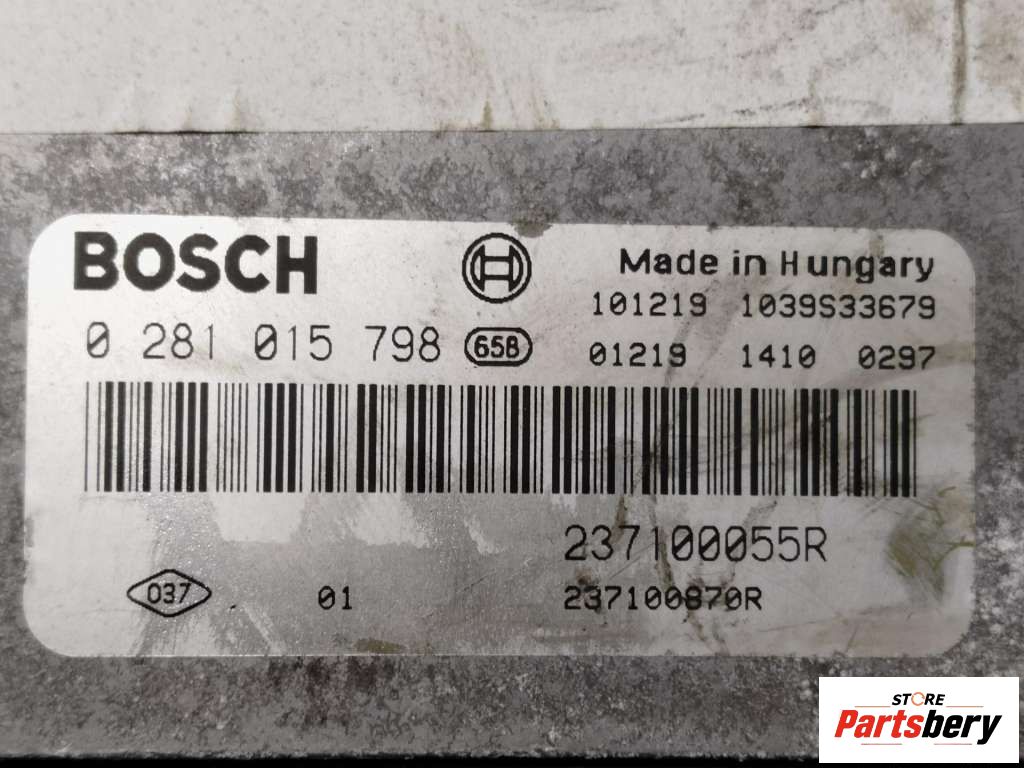 BOSCH
Made in Hungary
101219 1039S33679
0 281 015 798 65B
01219 1410 0297
237100055R
037 01 237100870R
STORE
Partsbery